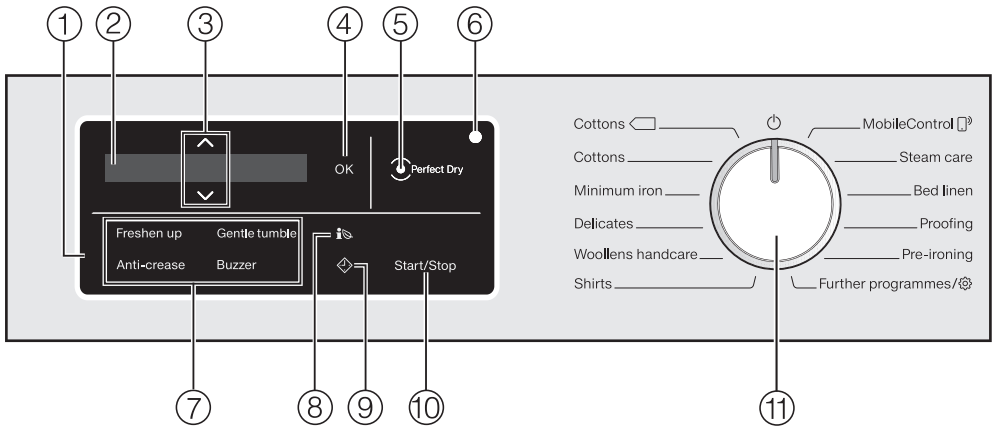 ① ② ③ ④ ⑤ ⑥
OK
Perfect Dry
Freshen up Gentle tumble
Anti-crease Buzzer Start/Stop
⑦ ⑧ ⑨ ⑩
Cottons
Cottons
Minimum iron
Delicates
Woollens handcare
Shirts
MobileControl
Steam care
Bed linen
Proofing
Pre-ironing
Further programmes/
⑪